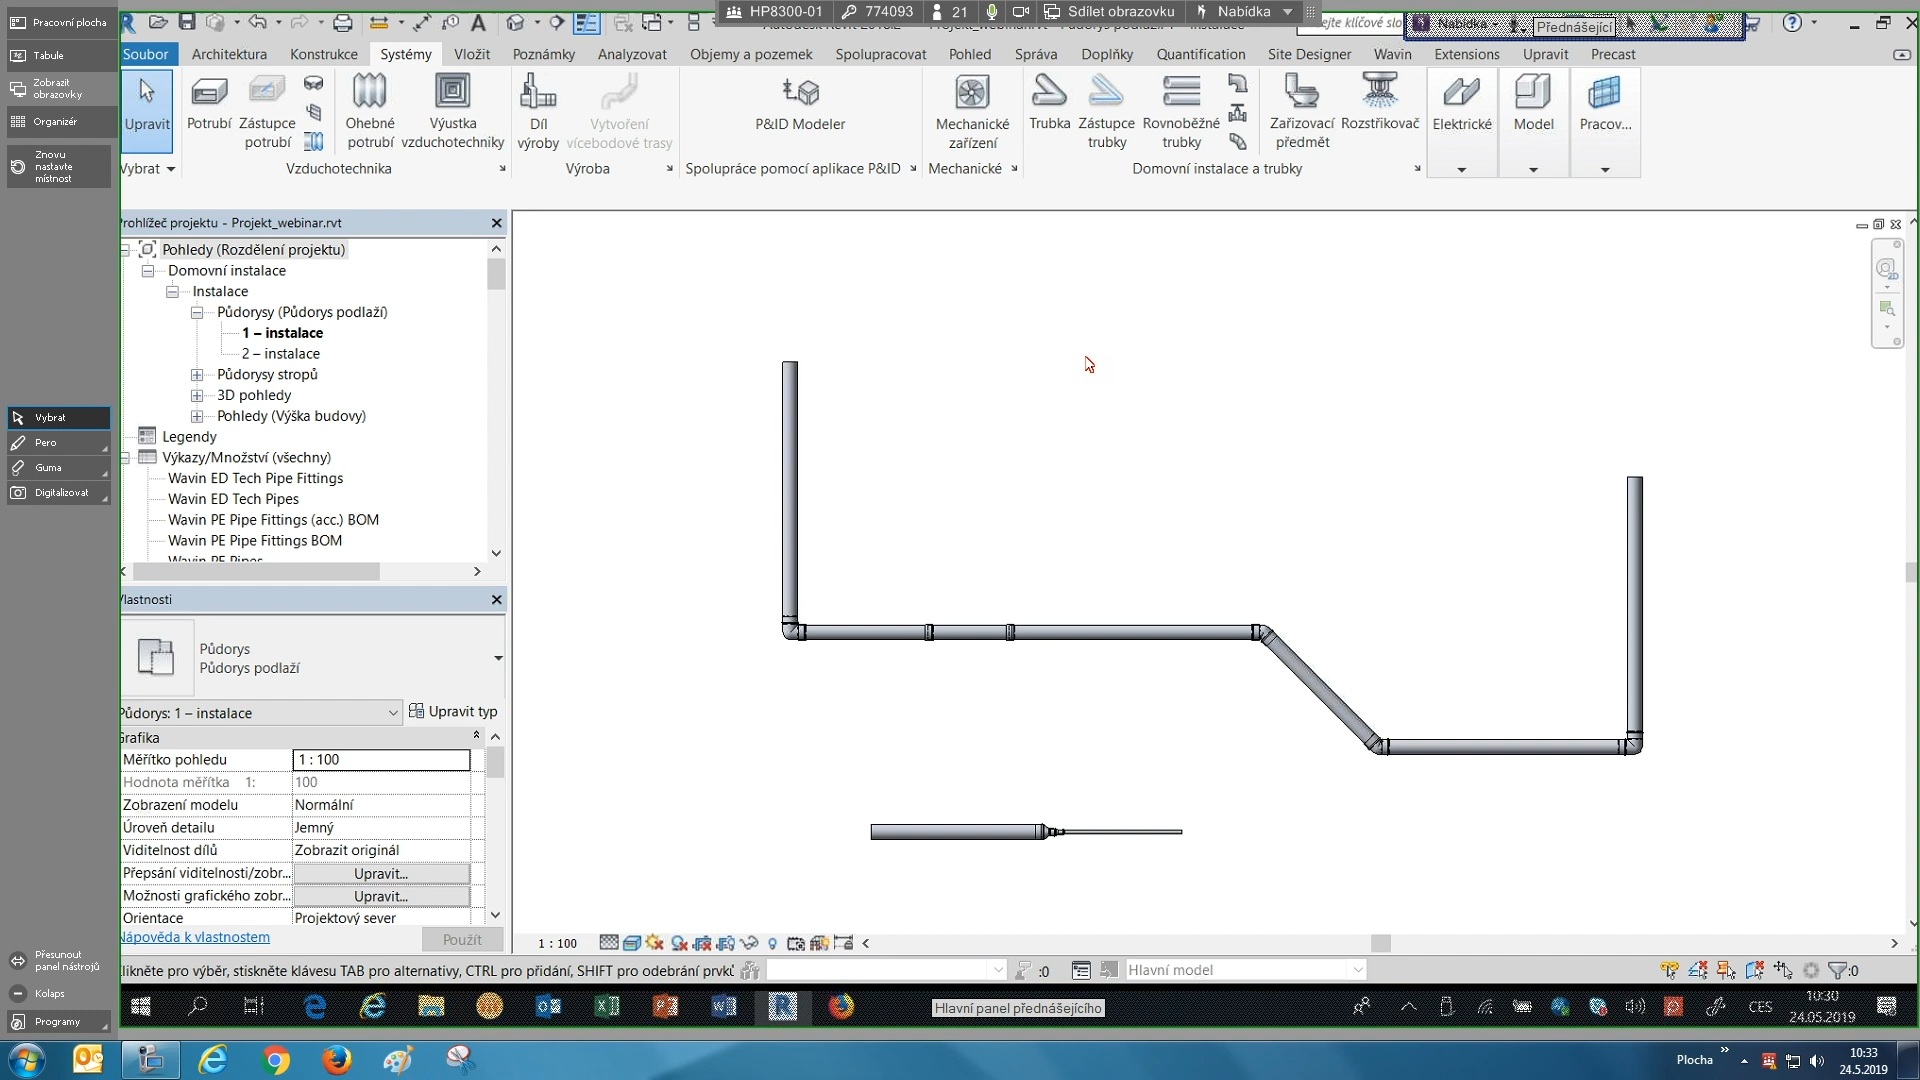 Pracovní plocha
Tabule
Zobrazit
obrazovky
Organizér
Znovu
nastavte
místnost
Vybrat
Pero
Guma
Digitalizovat
Přesunout
panel nástrojů
Kolaps
Programy
HP8300-01
774093
21
Sdílet obrazovku
Nabídka
Nabídka
Přednášející
Soubor
Architektura
Konstrukce
Systémy
Vložit
Poznámky
Analyzovat
Objemy a pozemek
Spolupracovat
Pohled
Správa
Doplňky
Quantification
Site Designer
Wavin
Extensions
Upravit
Precast
Upravit
Potrubí
Zástupce
potrubí
Ohebné
potrubí
Výustka
vzduchotechniky
Díl
výroby
Vytvoření
vícebodové trasy
P&ID Modeler
Mechanické
zařízení
Trubka
Zástupce
trubky
Rovnoběžné
trubky
Zařizovací
předmět
Rozstřikovač
Elektrické
Model
Pracov...
Vybrat
Vzduchotechnika
Výroba
Spolupráce pomocí aplikace P&ID
Mechanické
Domovní instalace a trubky
Prohlížeč projektu - Projekt_webinar.rvt
Pohledy (Rozdělení projektu)
Domovní instalace
Instalace
Půdorysy (Půdorys podlaží)
1 – instalace
2 – instalace
Půdorysy stropů
3D pohledy
Pohledy (Výška budovy)
Legendy
Výkazy/Množství (všechny)
Wavin ED Tech Pipe Fittings
Wavin ED Tech Pipes
Wavin PE Pipe Fittings (acc.) BOM
Wavin PE Pipe Fittings BOM
Wavin PE Pipes
Vlastnosti
Půdorys
Půdorys podlaží
Půdorys: 1 – instalace
Upravit typ
Grafika
Měřítko pohledu 1 : 100
Hodnota měřítka 1: 100
Zobrazení modelu Normální
Úroveň detailu Jemný
Viditelnost dílů Zobrazit originál
Přepsání viditelnosti/zobr... Upravit...
Možnosti grafického zobr... Upravit...
Orientace Projektový sever
Nápověda k vlastnostem
Použít
2D
1 : 100
Klikněte pro výběr, stiskněte klávesu TAB pro alternativy, CTRL pro přidání, SHIFT pro odebrání prvků
:0
Hlavní model
:0
Hlavní panel přednášejícího
CES
10:30
24.05.2019
Plocha
10:33
24.5.2019